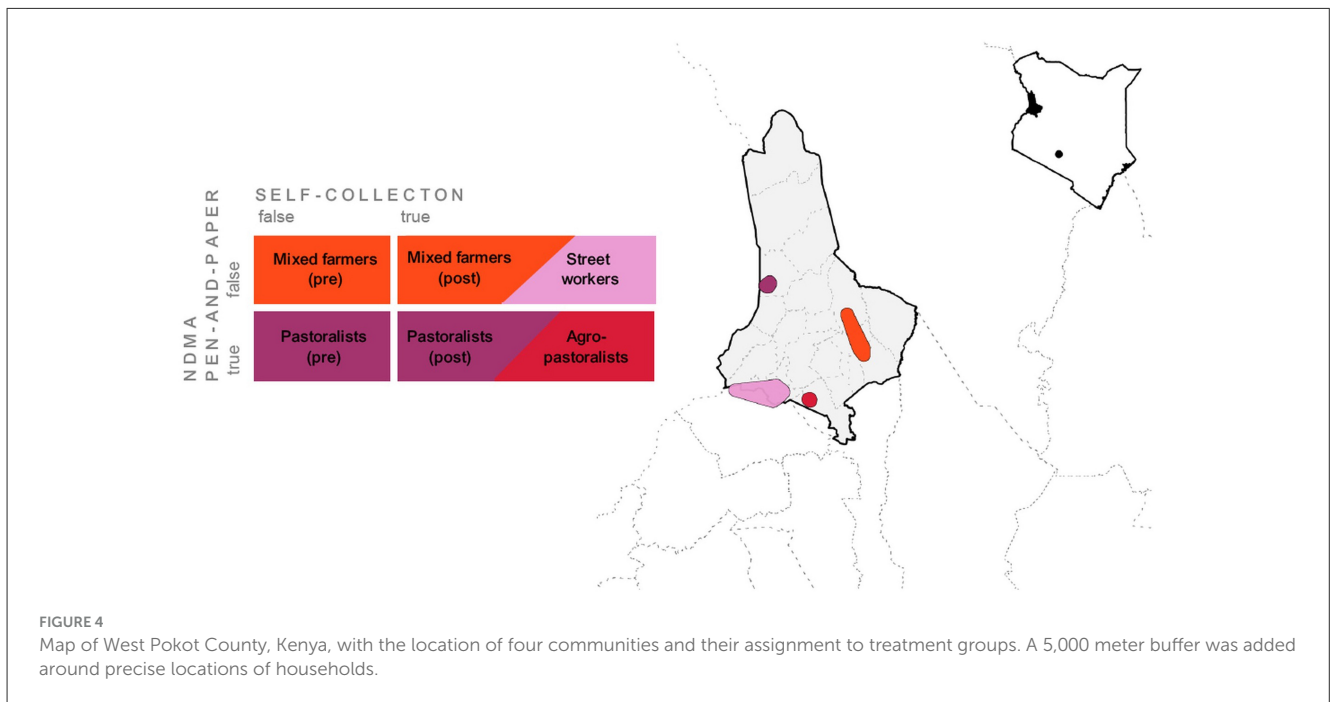 SELF-COLLECTON
false true
NDMA
PEN-AND-PAPER
false
true
Mixed farmers
(pre)
Mixed farmers
(post)
Street
workers
Pastoralists
(pre)
Pastoralists
(post)
Agro-
pastoralists
FIGURE 4
Map of West Pokot County, Kenya, with the location of four communities and their assignment to treatment groups. A 5,000 meter buffer was added
around precise locations of households.